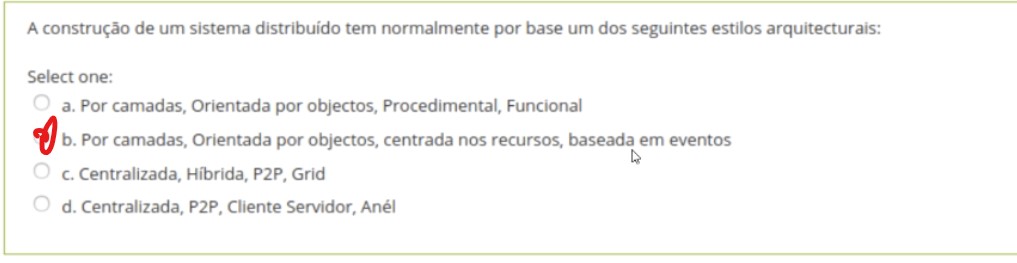 A construção de um sistema distribuído tem normalmente por base um dos seguintes estilos arquitecturais:
Select one:
a. Por camadas, Orientada por objectos, Procedimental, Funcional
b. Por camadas, Orientada por objectos, centrada nos recursos, baseada em eventos
c. Centralizada, Híbrida, P2P, Grid
d. Centralizada, P2P, Cliente Servidor, Anél